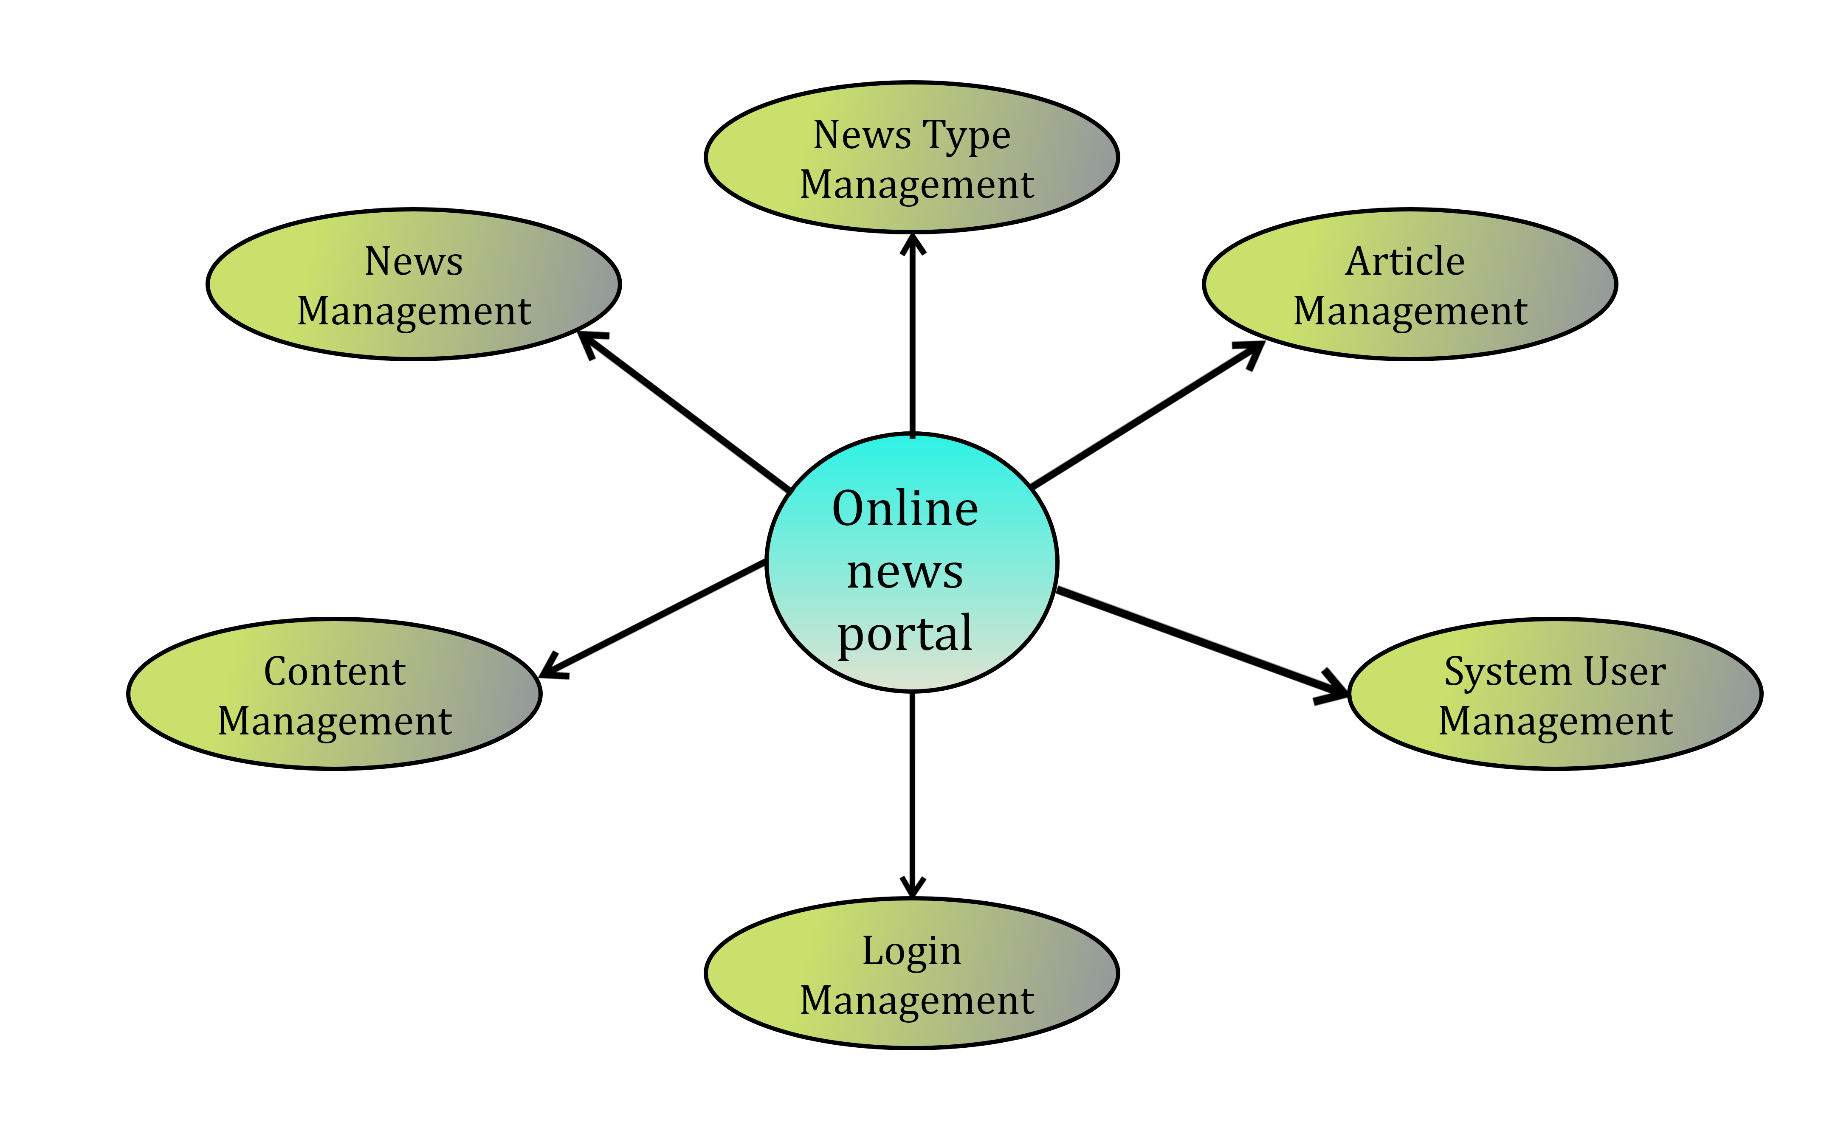 News Type
Management
News
Management
Article
Management
Online
news
portal
Content
Management
System User
Management
Login
Management